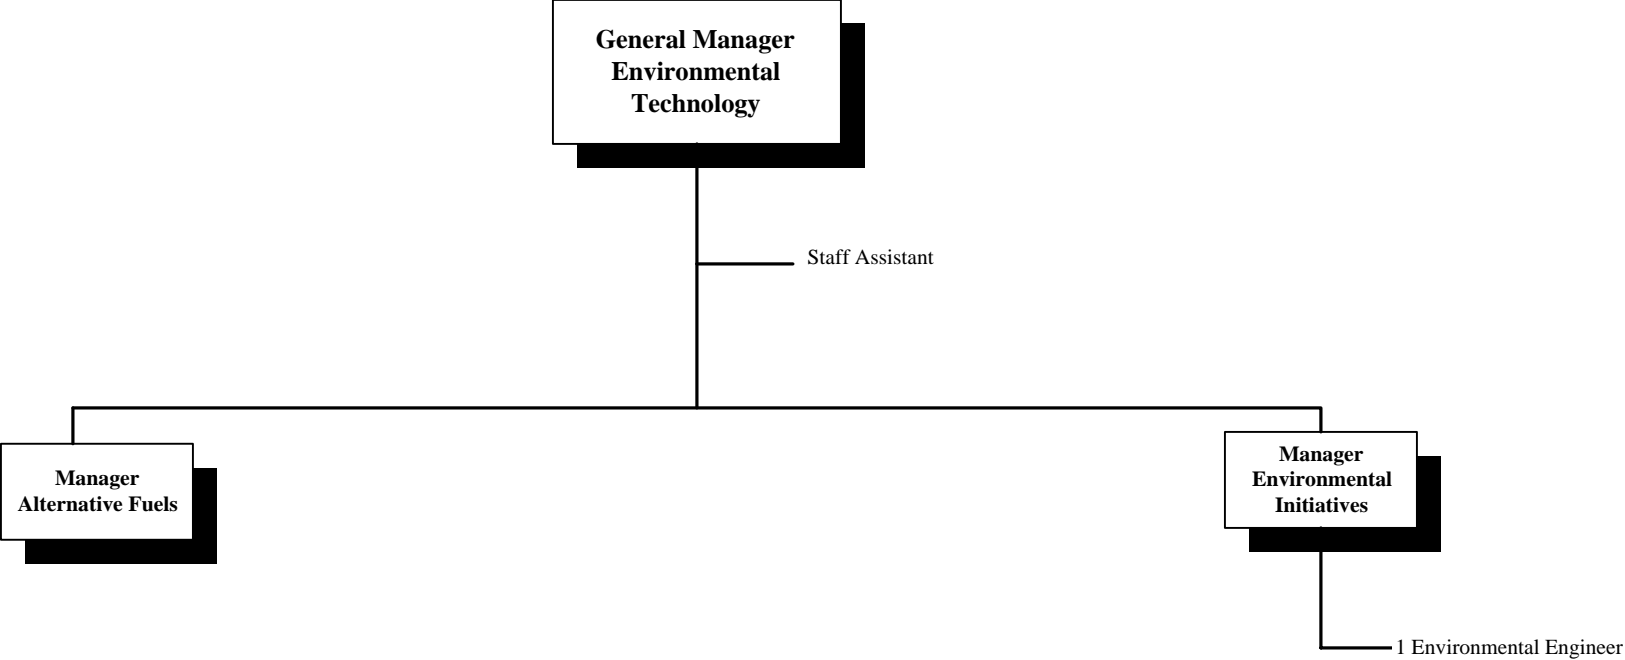 General Manager
Environmental
Technology
Staff Assistant
Manager
Alternative Fuels
Manager
Environmental
Initiatives
1 Environmental Engineer